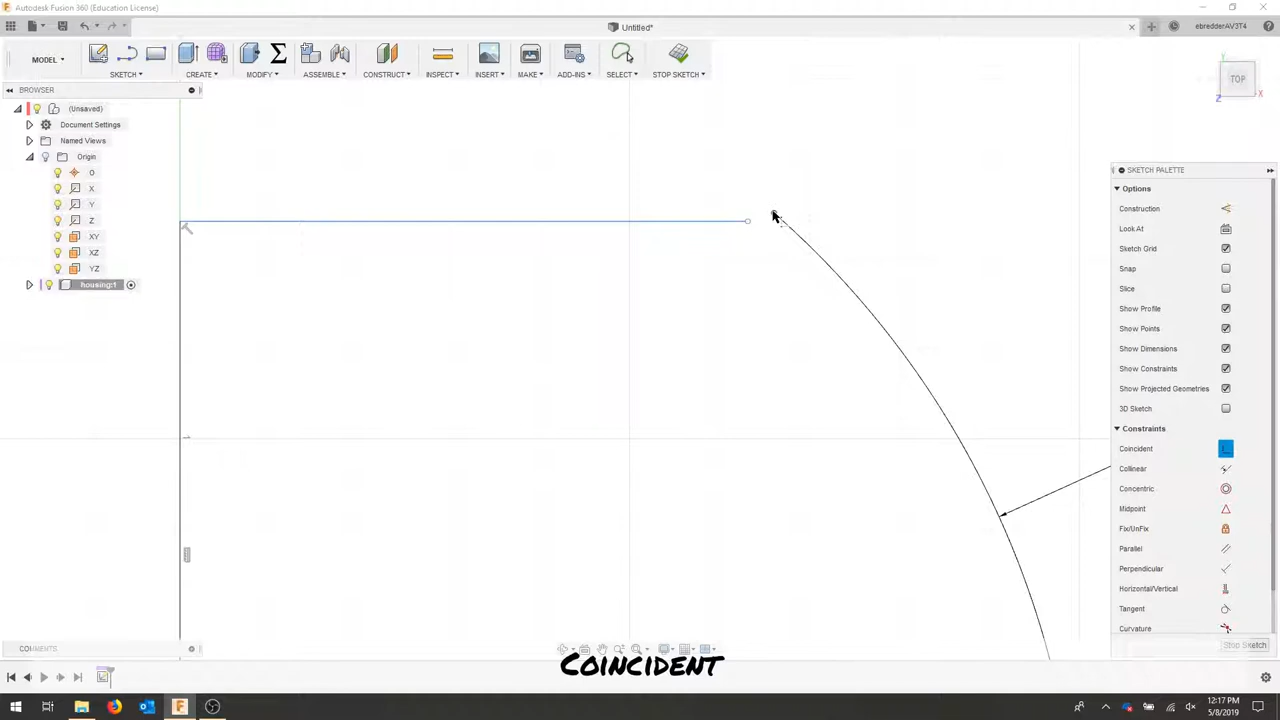 Autodesk Fusion 360 (Education License)
Untitled*
ebredderAV3T4
MODEL
SKETCH
CREATE
MODIFY
ASSEMBLE
CONSTRUCT
INSPECT
INSERT
MAKE
ADD-INS
SELECT
STOP SKETCH
TOP
Y
X
Z
BROWSER
(Unsaved)
Document Settings
Named Views
Origin
O
X
Y
Z
XY
XZ
YZ
housing:1
SKETCH PALETTE
Options
Construction
Look At
Sketch Grid
Snap
Slice
Show Profile
Show Points
Show Dimensions
Show Constraints
Show Projected Geometries
3D Sketch
Constraints
Coincident
Collinear
Concentric
Midpoint
Fix/UnFix
Parallel
Perpendicular
Horizontal/Vertical
Tangent
Curvature
Stop Sketch
COMMENTS
COINCIDENT
12:17 PM
5/8/2019